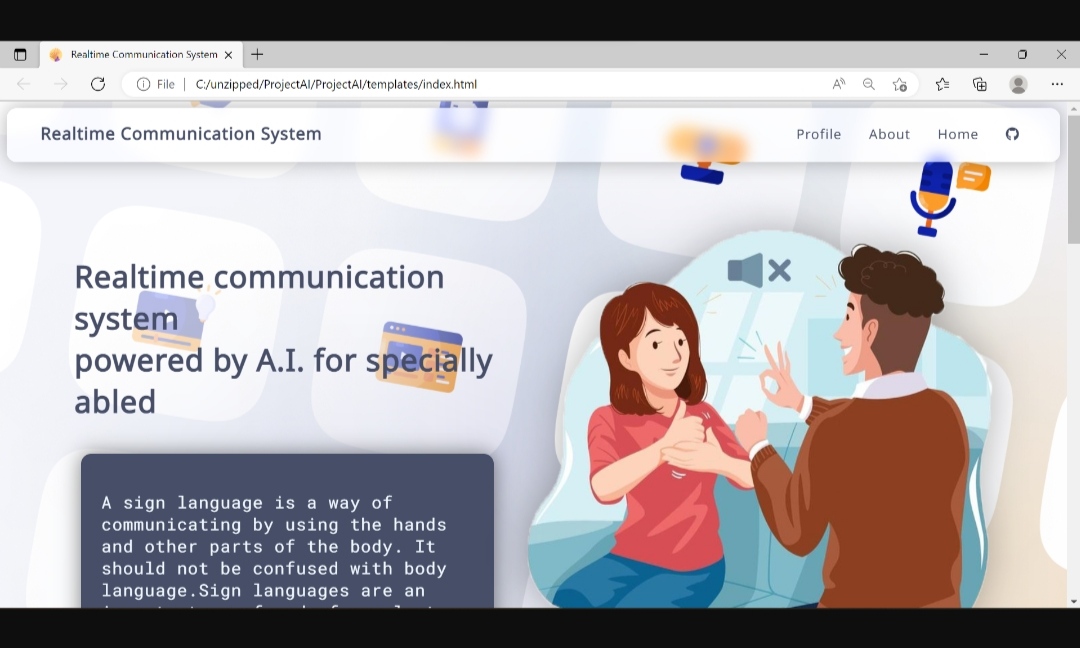 Realtime Communication System
File
C:/unzipped/ProjectAI/ProjectAI/templates/index.html
Realtime Communication System
Profile About Home
Realtime communication
system
powered by A.I. for specially
abled
A sign language is a way of
communicating by using the hands
and other parts of the body. It
should not be confused with body
language.Sign languages are an